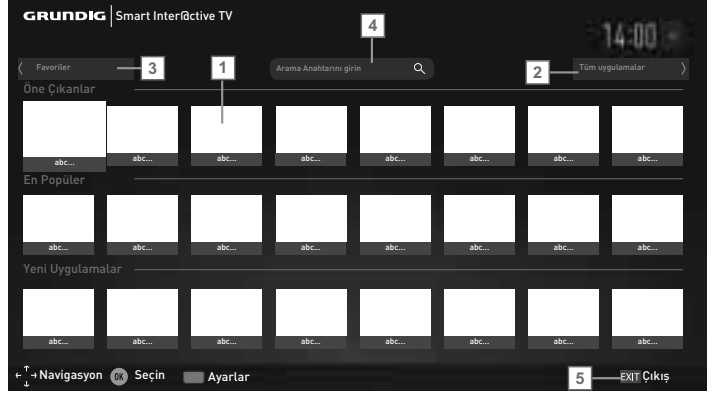 GRUNDIG Smart Inter@ctive TV
4
14:00
Favoriler
3
1
Arama Anahtarını girin
2
Tüm uygulamalar
Öne Çıkanlar
abc... abc... abc... abc... abc... abc... abc... abc...
En Popüler
abc... abc... abc... abc... abc... abc... abc... abc...
Yeni Uygulamalar
abc... abc... abc... abc... abc... abc... abc... abc...
Navigasyon OK Seçin Ayarlar
5
EXIT Çıkış